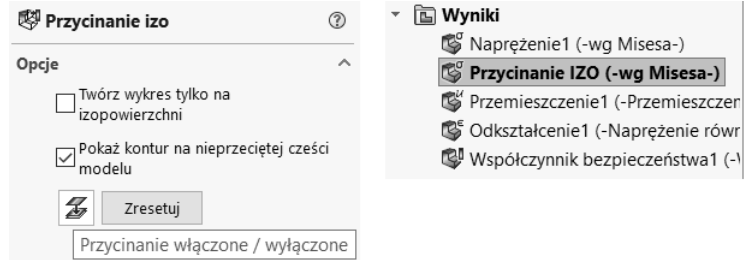 Przycinanie izo
Opcje
Twórz wykres tylko na
izopowierzchni
Pokaż kontur na nieprzeciętej cześci
modelu
Zresetuj
Przycinanie włączone / wyłączone
Wyniki
Naprężenie1 (-wg Misesa-)
Przycinanie IZO (-wg Misesa-)
Przemieszczenie1 (-Przemieszczen
Odkształcenie1 (-Naprężenie równ
Współczynnik bezpieczeństwa1 (-